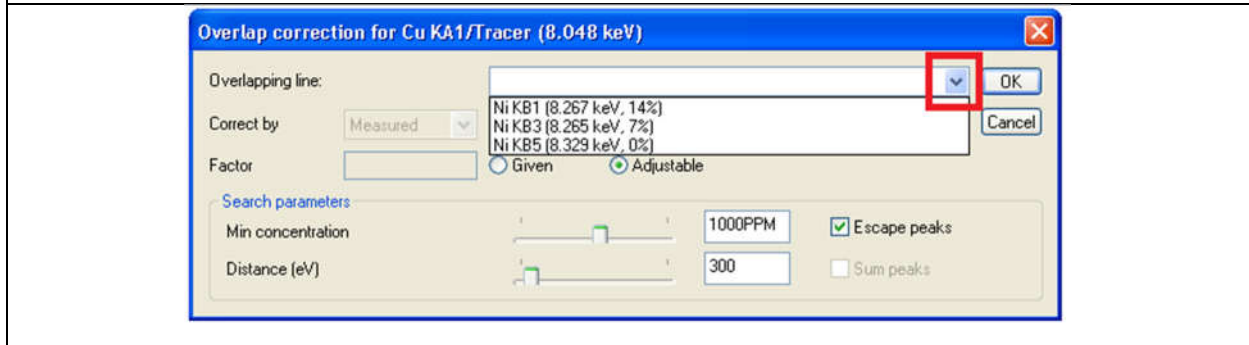 Overlap correction for Cu KA1/Tracer (8.048 keV)
Overlapping line:
OK
Ni KB1 (8.267 keV, 14%)
Ni KB3 (8.265 keV, 7%)
Ni KB5 (8.329 keV, 0%)
Correct by
Measured
Cancel
Factor
Given
Adjustable
Search parameters
Min concentration
1000PPM
Escape peaks
Distance (eV)
300
Sum peaks